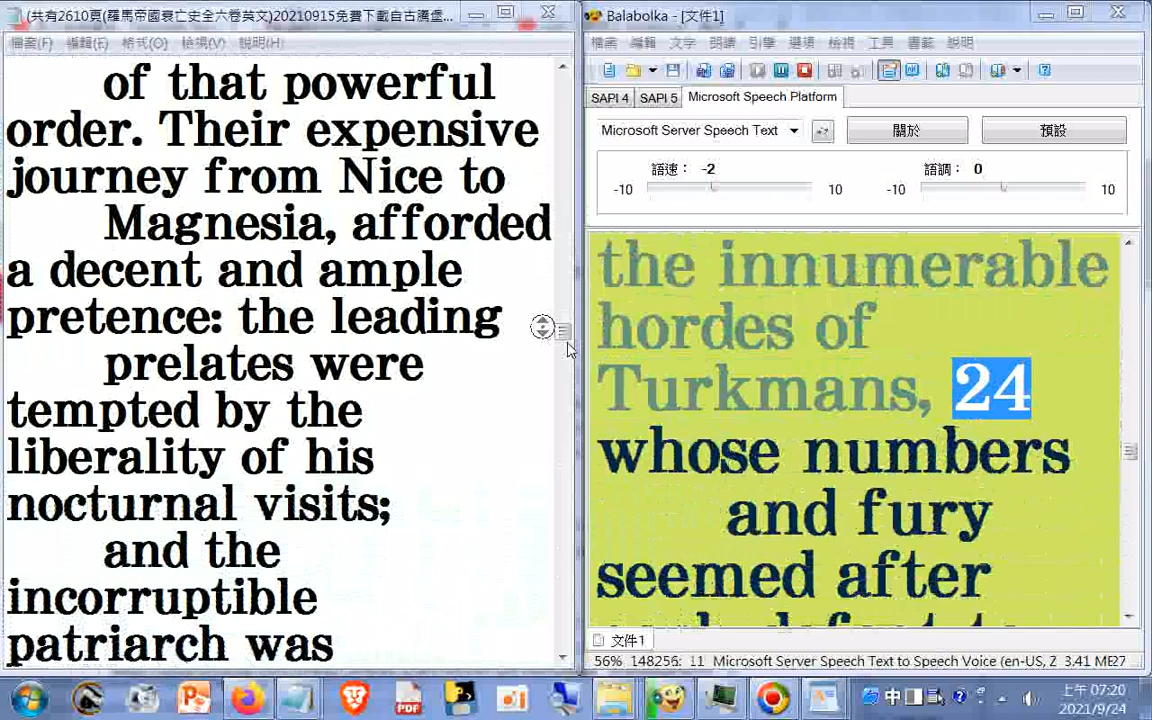 (共有2610頁(羅馬帝國衰亡史全六卷英文)20210915免費下載自古騰堡...
檔案(F) 編輯(E) 格式(O) 檢視(V) 說明(H)
of that powerful
order. Their expensive
journey from Nice to
Magnesia, afforded
a decent and ample
pretence: the leading
prelates were
tempted by the
liberality of his
nocturnal visits;
and the
incorruptible
patriarch was
Balabolka - [文件1]
檔案 編輯 文字 朗讀 引擎 選項 檢視 工具 書籤 說明
SAPI 4 SAPI 5 Microsoft Speech Platform
Microsoft Server Speech Text 關於 預設
語速： -2 語調： 0
-10 10 -10 10
the innumerable
hordes of
Turkmans, 24
whose numbers
and fury
seemed after
文件1
56% 148256: 11 Microsoft Server Speech Text to Speech Voice (en-US, Z 3.41 ME27
中 上午 07:20
2021/9/24